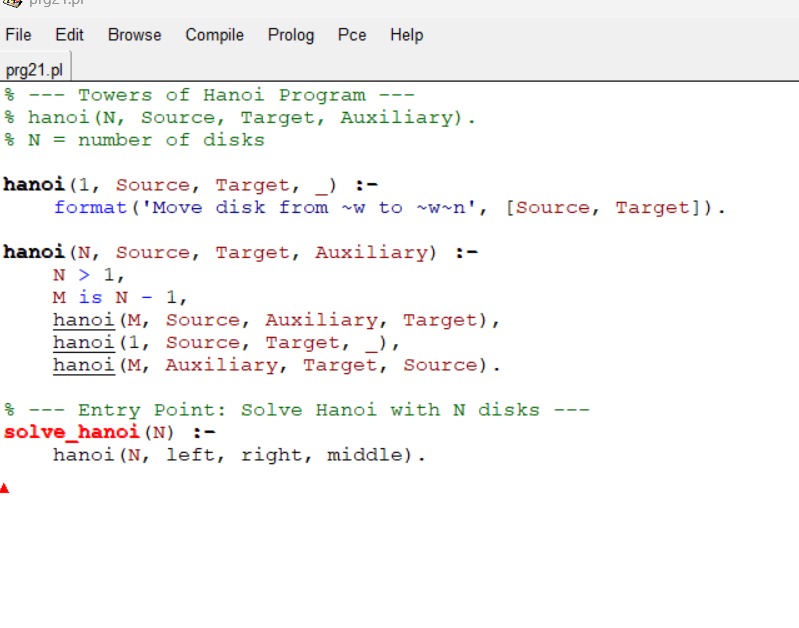 prg21.pl
File Edit Browse Compile Prolog Pce Help
prg21.pl
% --- Towers of Hanoi Program ---
% hanoi(N, Source, Target, Auxiliary).
% N = number of disks

hanoi(1, Source, Target, _) :-
    format('Move disk from ~w to ~w~n', [Source, Target]).

hanoi(N, Source, Target, Auxiliary) :-
    N > 1,
    M is N - 1,
    hanoi(M, Source, Auxiliary, Target),
    hanoi(1, Source, Target, _),
    hanoi(M, Auxiliary, Target, Source).

% --- Entry Point: Solve Hanoi with N disks ---
solve_hanoi(N) :-
    hanoi(N, left, right, middle).